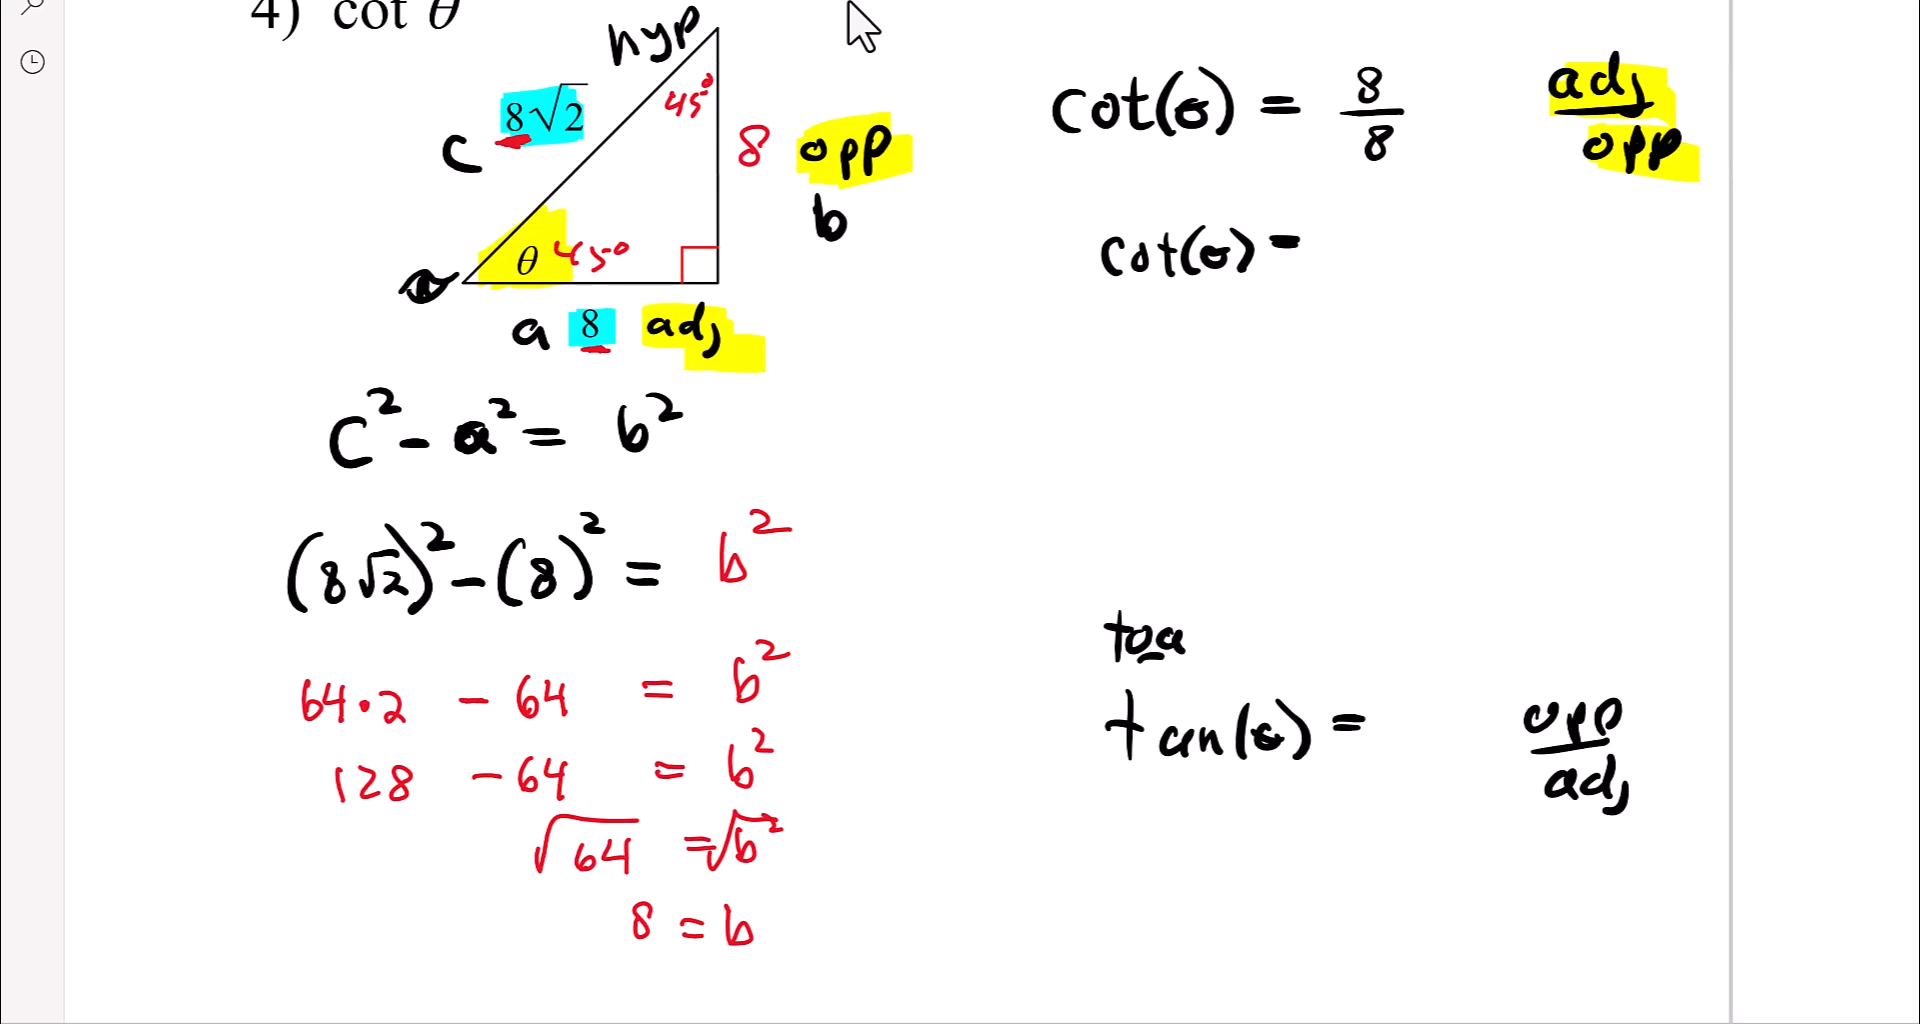 4) cot θ
hyp
45°
8√2
c
8 opp
b
θ 45°
a 8 adj
c² - a² = b²
(8√2)² - (8)² = b²
64·2 - 64 = b²
128 - 64 = b²
√64 = √b²
8 = b
cot(θ) = 8/8 adj/opp
cot(θ) =
toa
tan(θ) = opp/adj